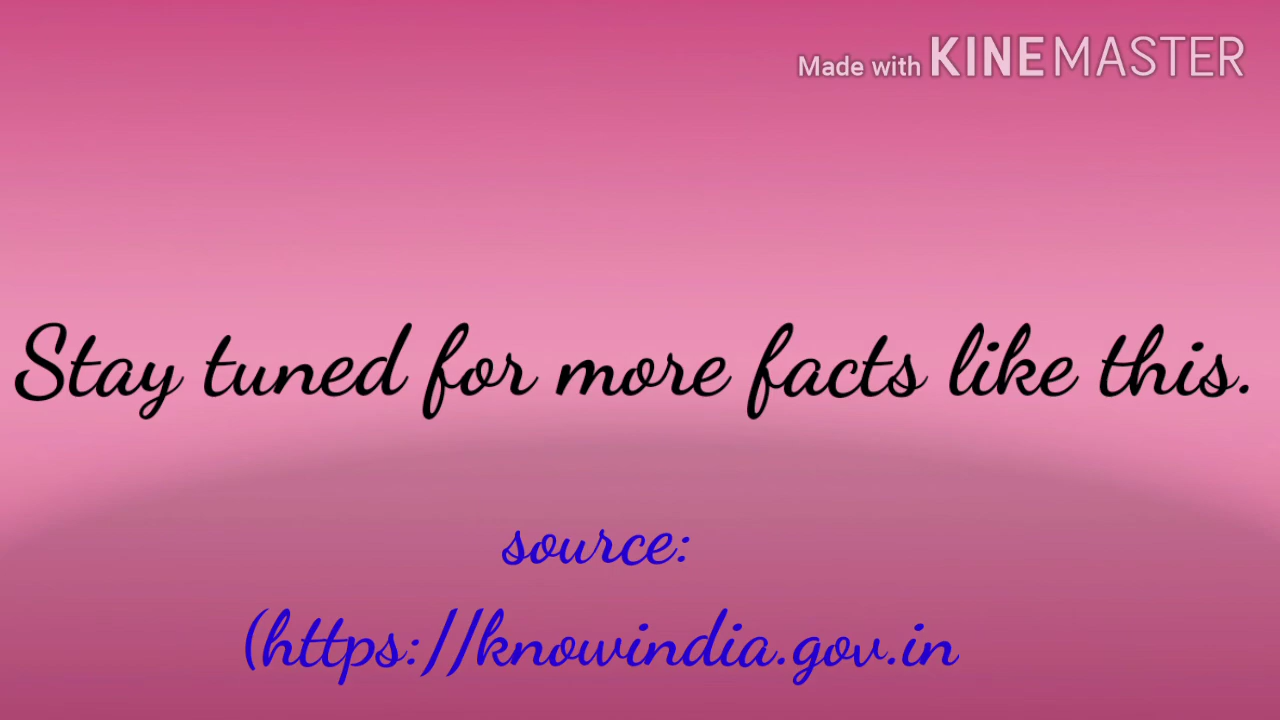 Made with KINEMASTER
Stay tuned for more facts like this.
source:
(https://knowindia.gov.in